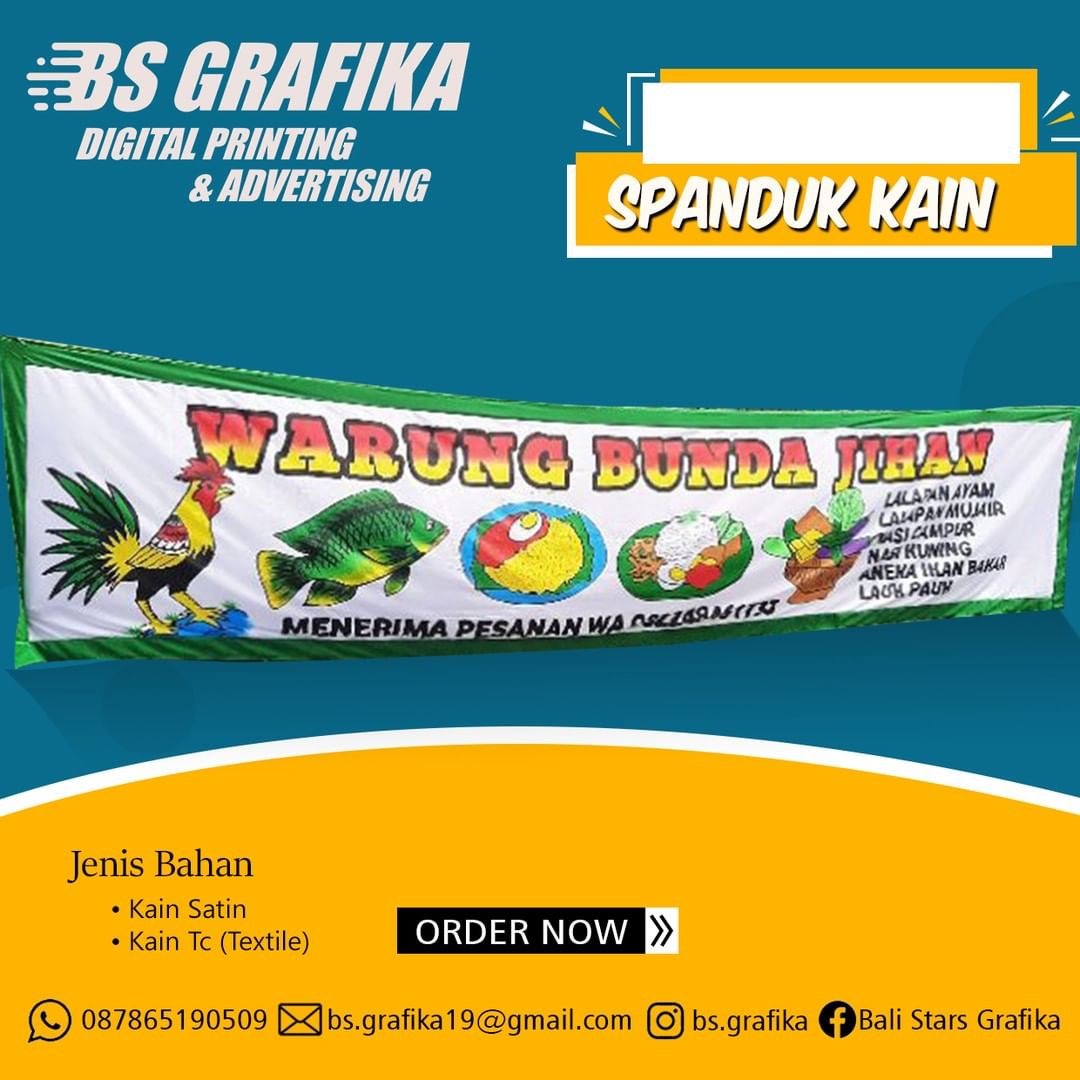 BS GRAFIKA
DIGITAL PRINTING
& ADVERTISING
SPANDUK KAIN
WARUNG BUNDA JIHAN
LALAPAN AYAM
LALAPAN MUJAIR
NASI CAMPUR
NASI KUNING
ANEKA IKAN BAKAR
LAUK PAUK
MENERIMA PESANAN WA
Jenis Bahan
• Kain Satin
• Kain Tc (Textile)
ORDER NOW
087865190509
bs.grafika19@gmail.com
bs.grafika
Bali Stars Grafika